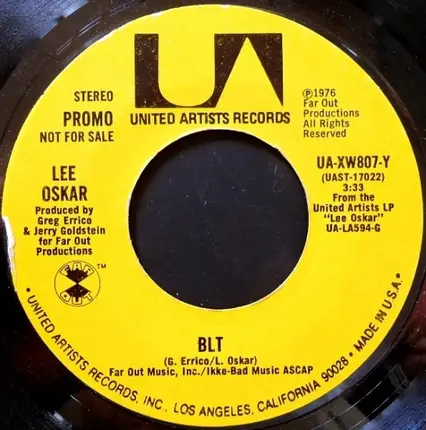 UA
UNITED ARTISTS RECORDS
STEREO
PROMO
NOT FOR SALE
LEE
OSKAR
Produced by
Greg Errico
& Jerry Goldstein
for Far Out
Productions
FAR
OUT
TM
Ⓟ1976
Far Out
Productions
All Rights
Reserved
UA-XW807-Y
(UAST-17022)
3:33
From the
United Artists LP
"Lee Oskar"
UA-LA594-G
BLT
(G. Errico/L. Oskar)
Far Out Music, Inc./Ikke-Bad Music ASCAP
• UNITED ARTISTS RECORDS, INC. LOS ANGELES, CALIFORNIA 90028 • MADE IN U.S.A. •